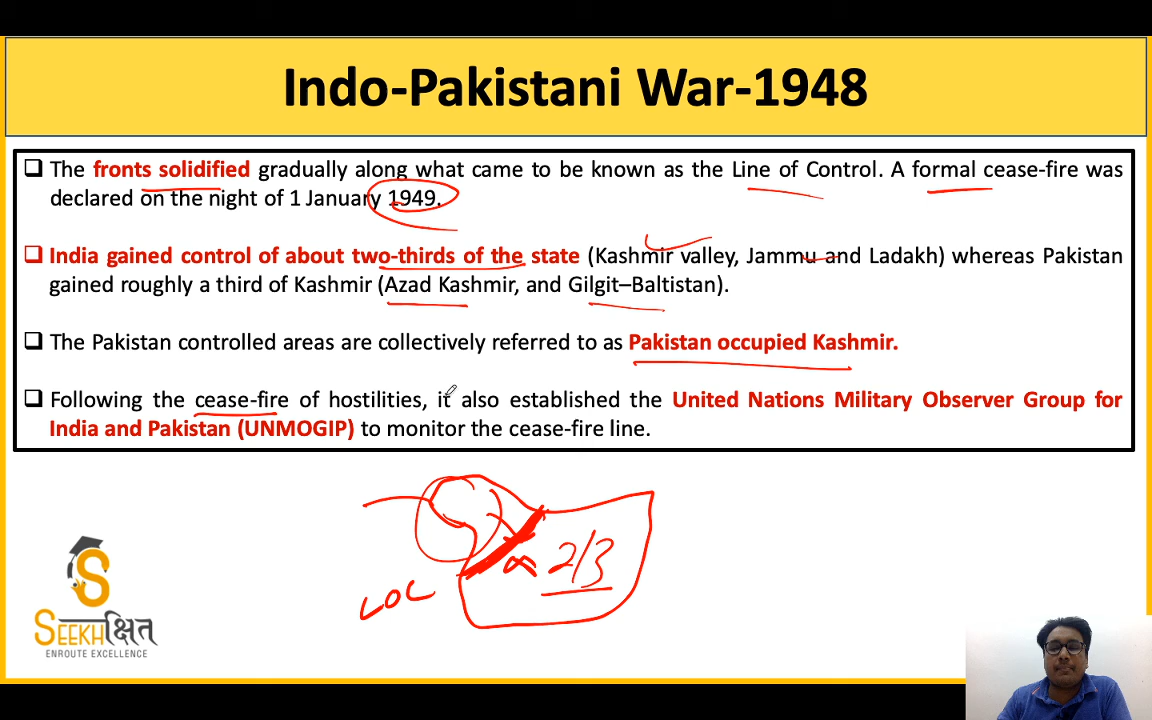 Indo-Pakistani War-1948
❑ The fronts solidified gradually along what came to be known as the Line of Control. A formal cease-fire was
declared on the night of 1 January 1949.
❑ India gained control of about two-thirds of the state (Kashmir valley, Jammu and Ladakh) whereas Pakistan
gained roughly a third of Kashmir (Azad Kashmir, and Gilgit–Baltistan).
❑ The Pakistan controlled areas are collectively referred to as Pakistan occupied Kashmir.
❑ Following the cease-fire of hostilities, it also established the United Nations Military Observer Group for
India and Pakistan (UNMOGIP) to monitor the cease-fire line.
2/3
LOC
S
SEEKHक्षित
ENROUTE EXCELLENCE